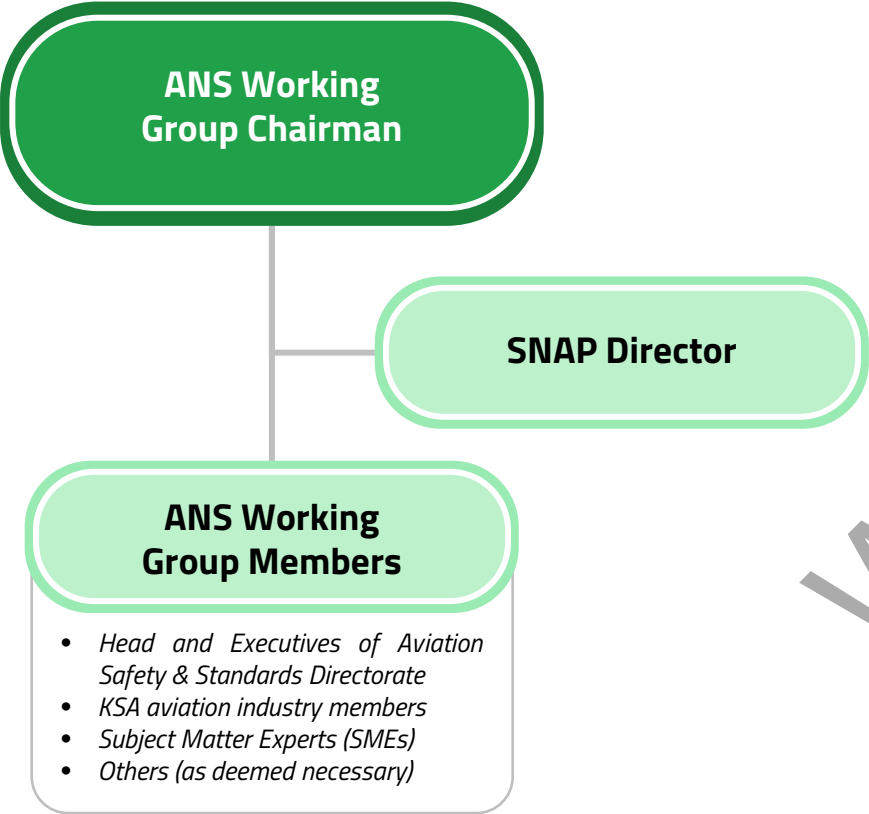 ANS Working
Group Chairman
SNAP Director
ANS Working
Group Members
• Head and Executives of Aviation
Safety & Standards Directorate
• KSA aviation industry members
• Subject Matter Experts (SMEs)
• Others (as deemed necessary)